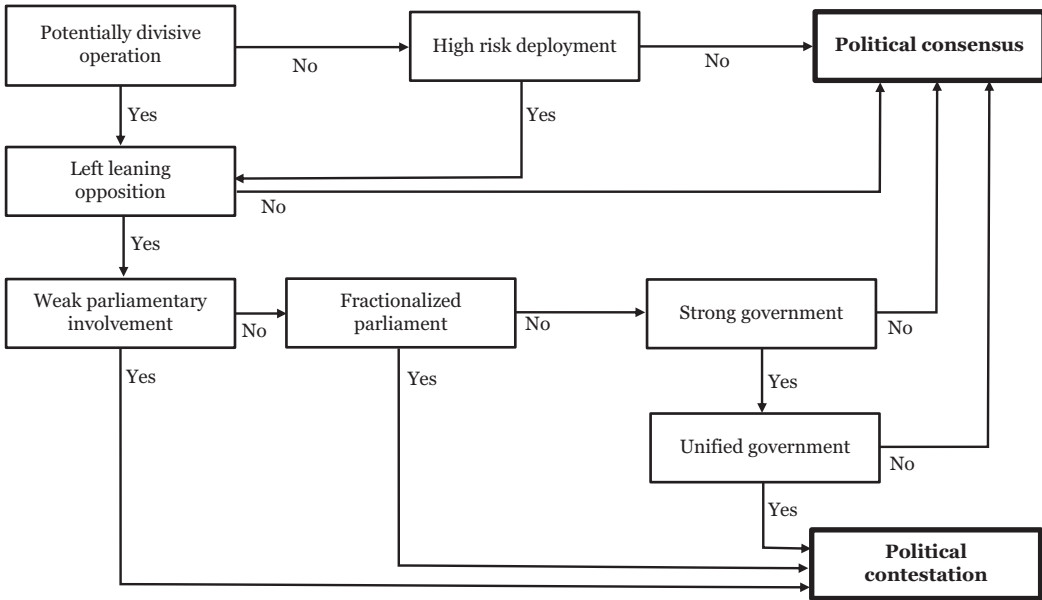 Potentially divisive
operation
No
High risk deployment
No
Political consensus
Yes
Yes
Left leaning
opposition
No
Yes
Weak parliamentary
involvement
No
Fractionalized
parliament
No
Strong government
No
Yes
Yes
Yes
Unified government
No
Yes
Political
contestation